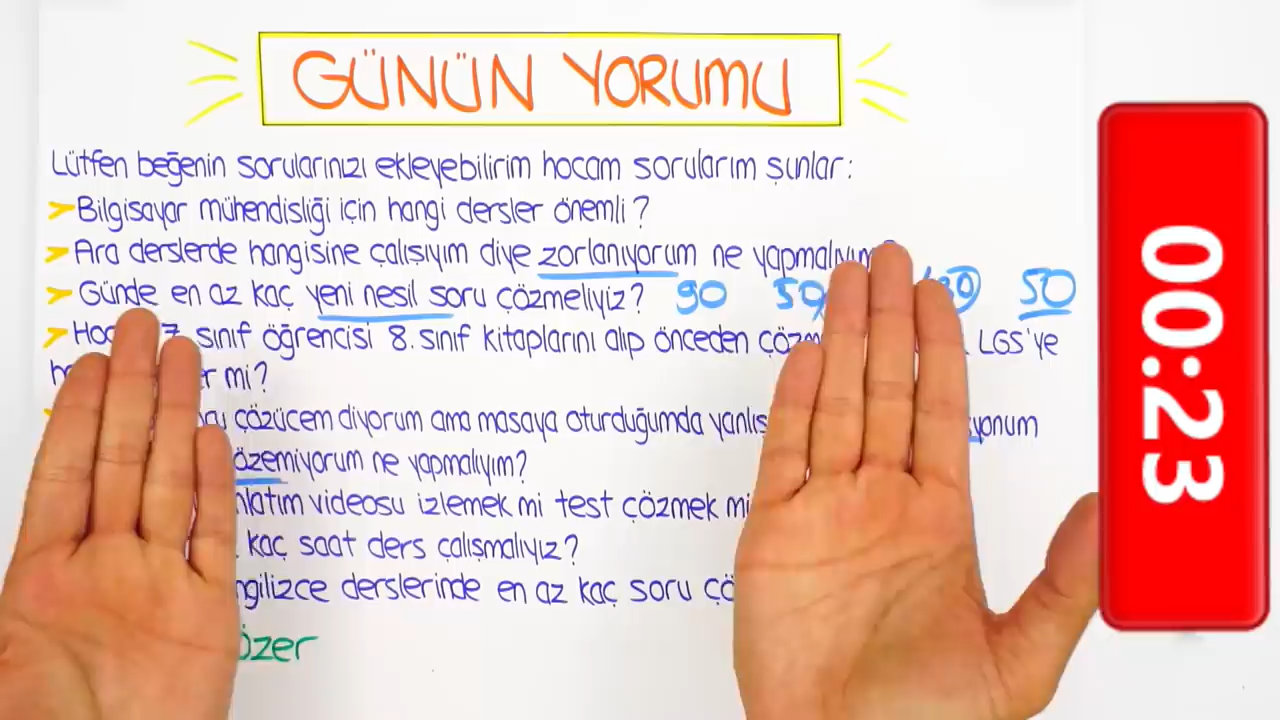 GÜNÜN YORUMU
Lütfen beğenin sorularınızı ekleyebilirim hocam sorularım şunlar:
➤ Bilgisayar mühendisliği için hangi dersler önemli?
➤ Ara derslerde hangisine çalışıyım diye zorlanıyorum ne yapmalıyım?
➤ Günde en az kaç yeni nesil soru çözmeliyiz? 90 50 50
➤ 7. sınıf öğrencisi 8. sınıf kitaplarını alıp önceden LGS'ye
mi?
çözücem diyorum ama masaya oturduğumda
ne yapmalıyım?
videosu izlemek mi test çözmek mi
kaç saat ders çalışmalıyız?
derslerinde en az kaç soru
özer
00:23